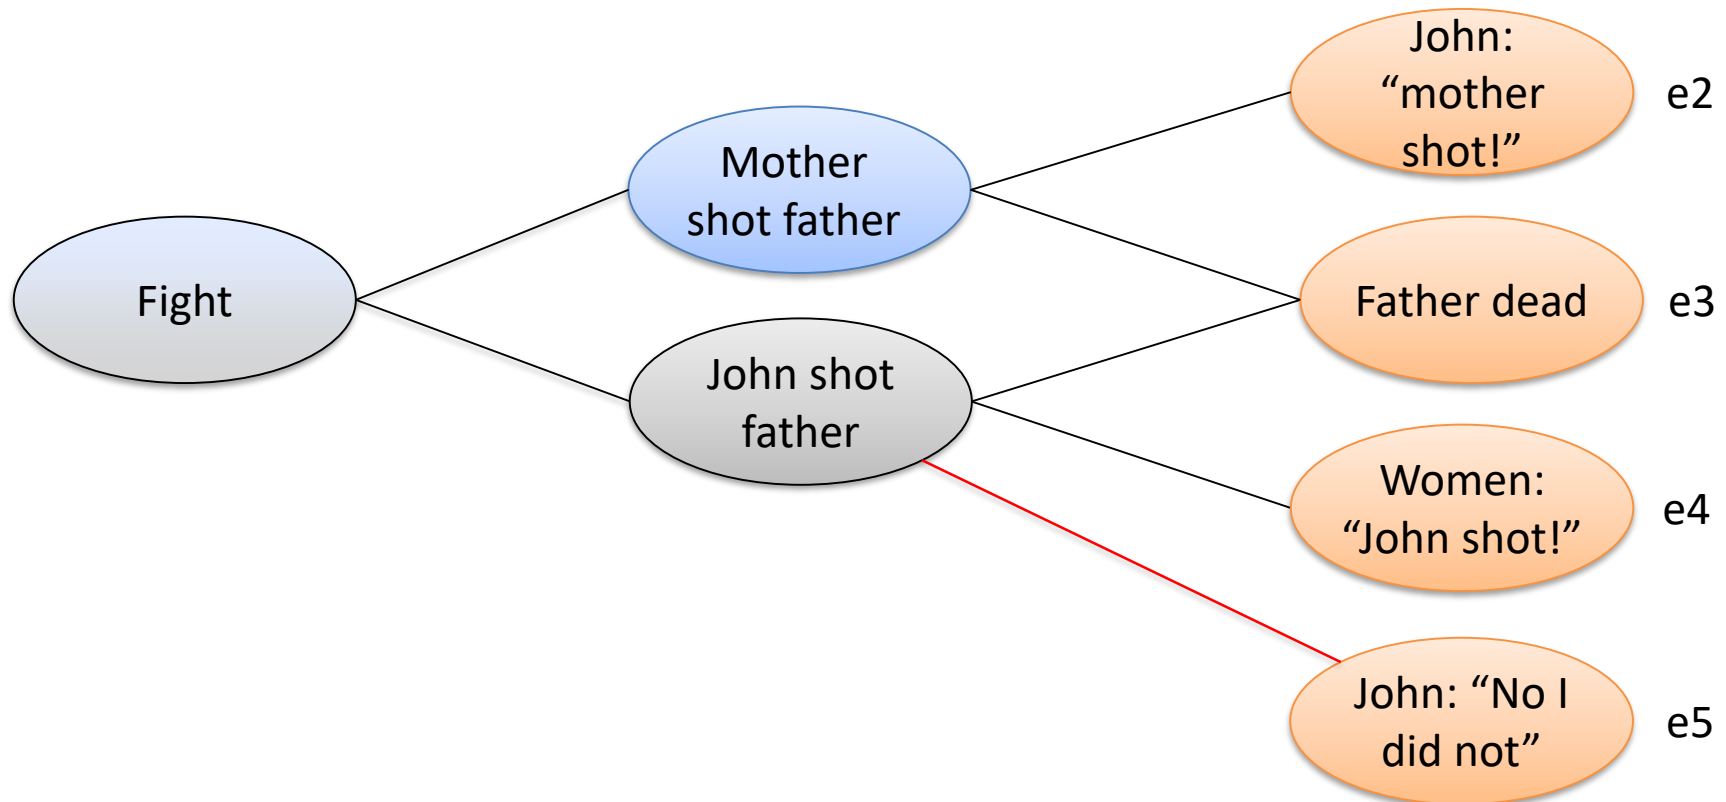 Fight
Mother
shot father
John shot
father
John:
“mother
shot!”
e2
Father dead
e3
Women:
“John shot!”
e4
John: “No I
did not”
e5